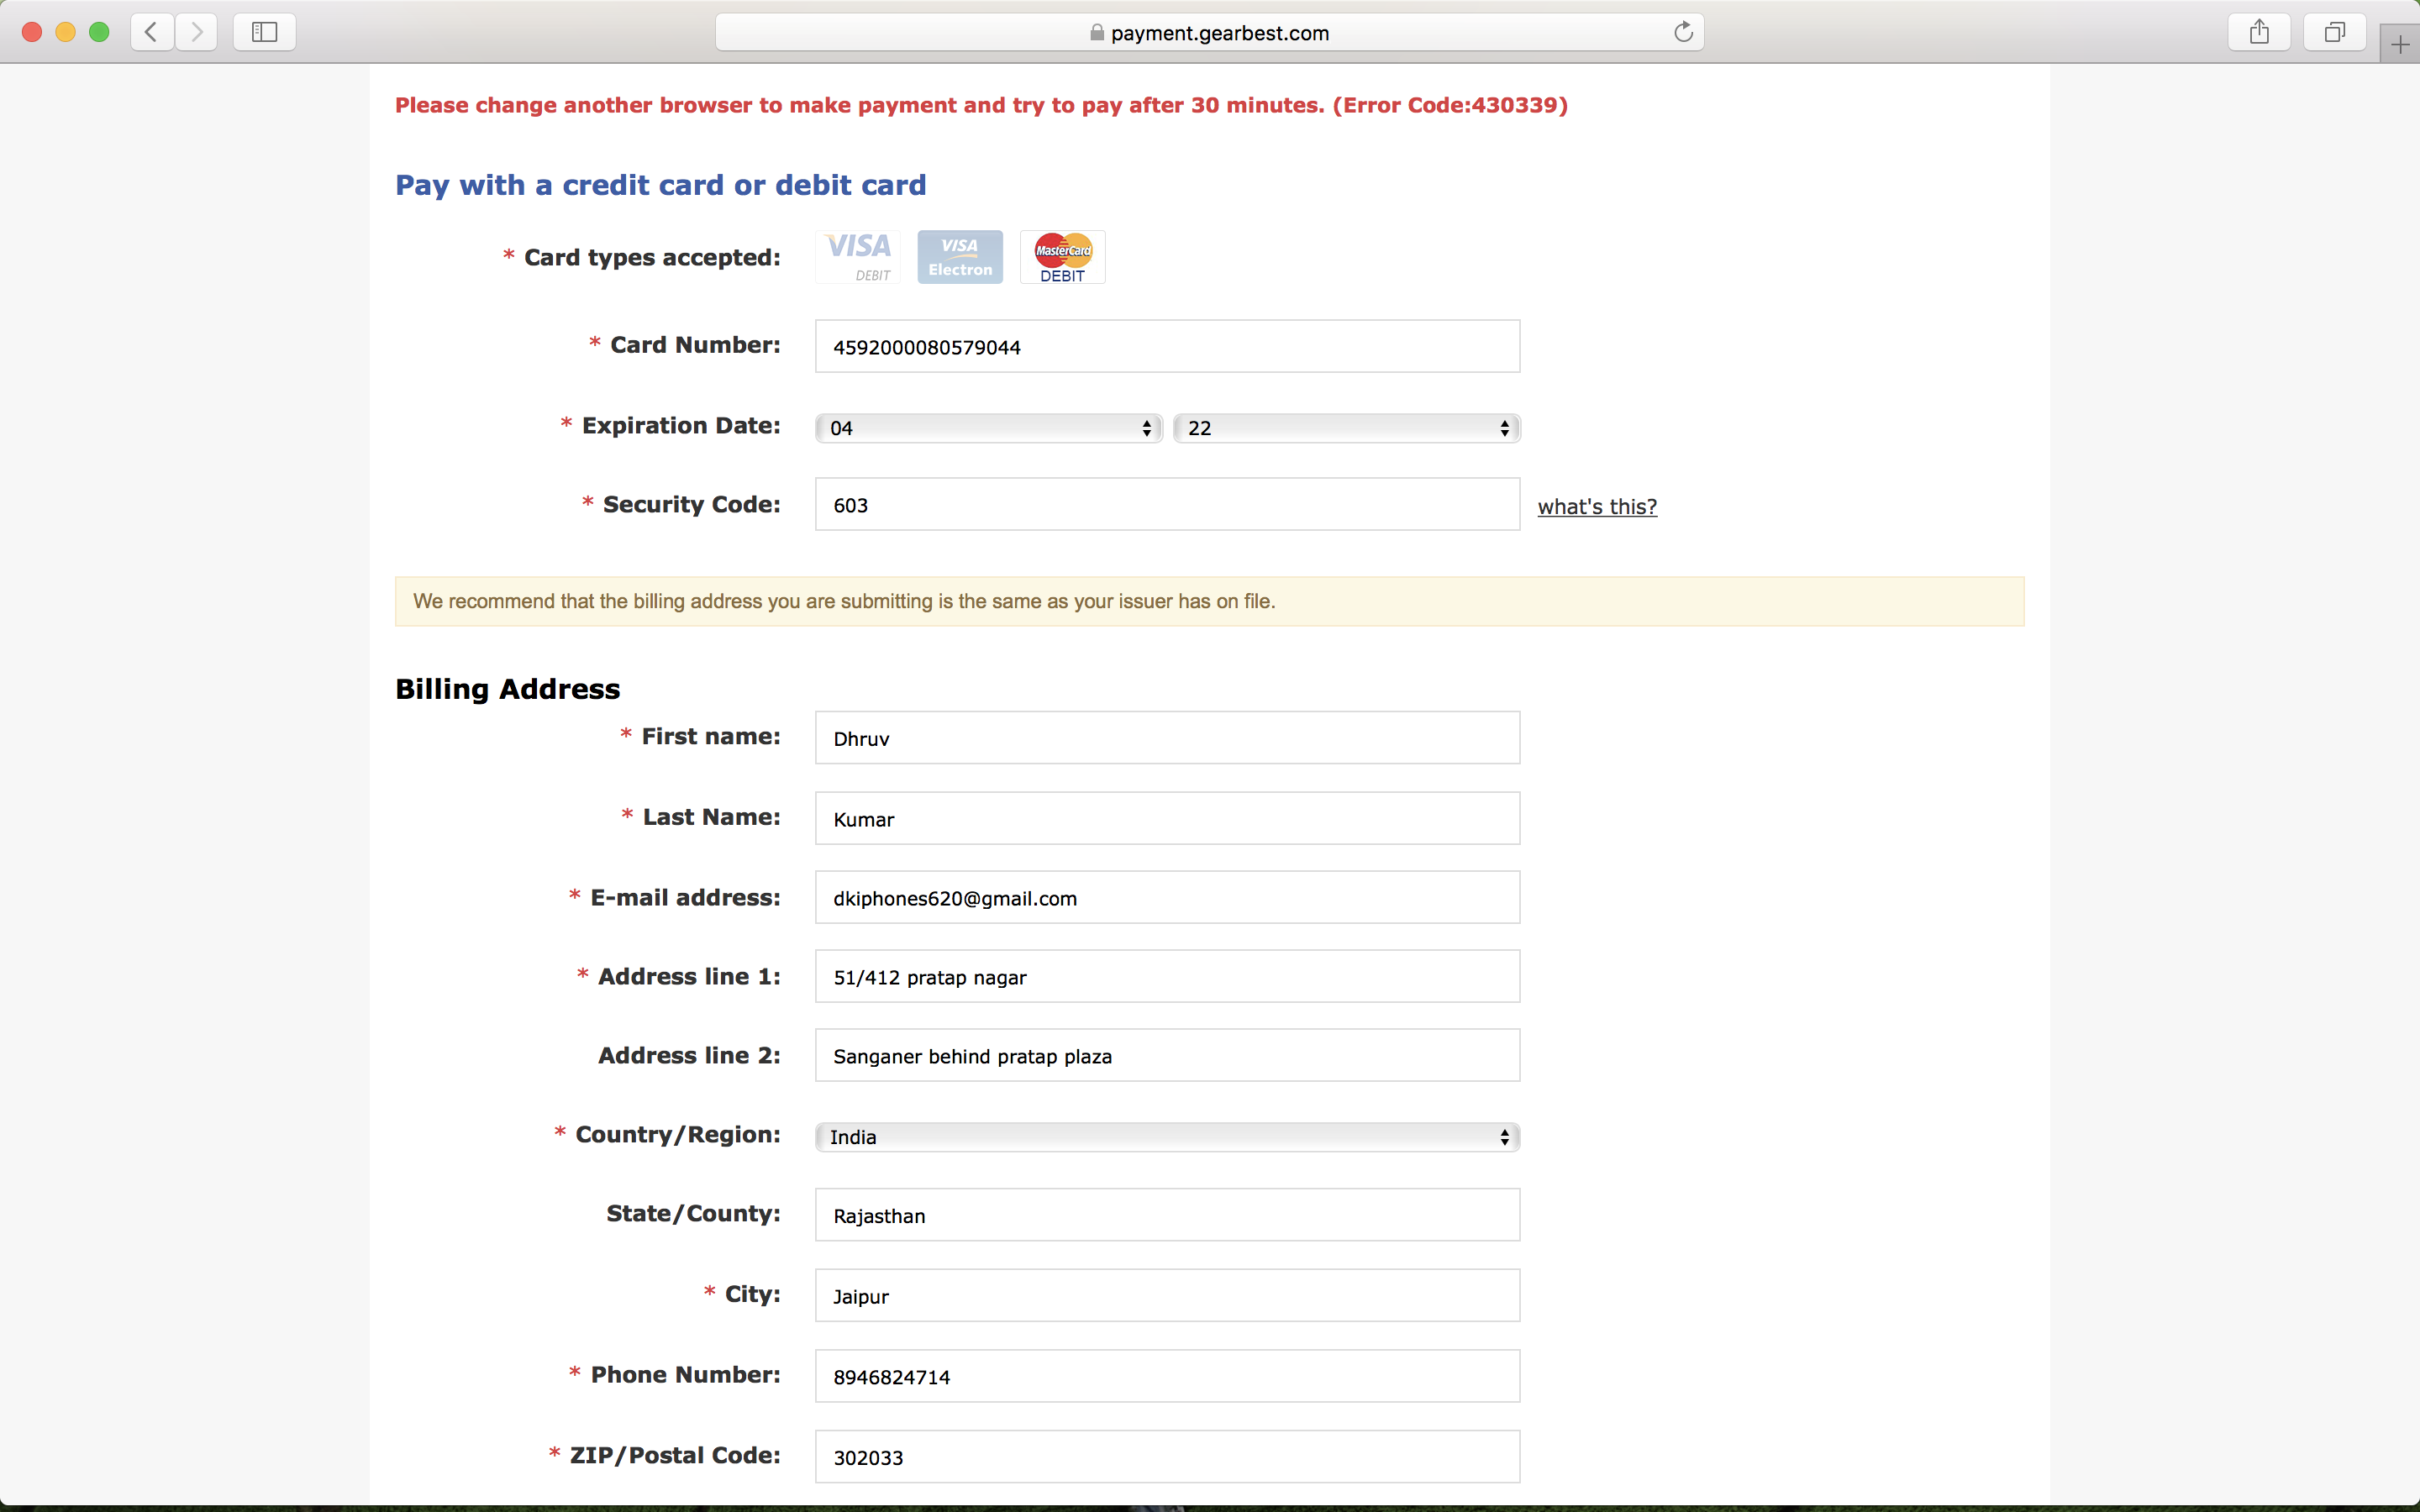 payment.gearbest.com
Please change another browser to make payment and try to pay after 30 minutes. (Error Code:430339)
Pay with a credit card or debit card
* Card types accepted: VISA DEBIT VISA Electron MasterCard DEBIT
* Card Number: 4592000080579044
* Expiration Date: 04 22
* Security Code: 603 what's this?
We recommend that the billing address you are submitting is the same as your issuer has on file.
Billing Address
* First name: Dhruv
* Last Name: Kumar
* E-mail address: dkiphones620@gmail.com
* Address line 1: 51/412 pratap nagar
Address line 2: Sanganer behind pratap plaza
* Country/Region: India
State/County: Rajasthan
* City: Jaipur
* Phone Number: 8946824714
* ZIP/Postal Code: 302033